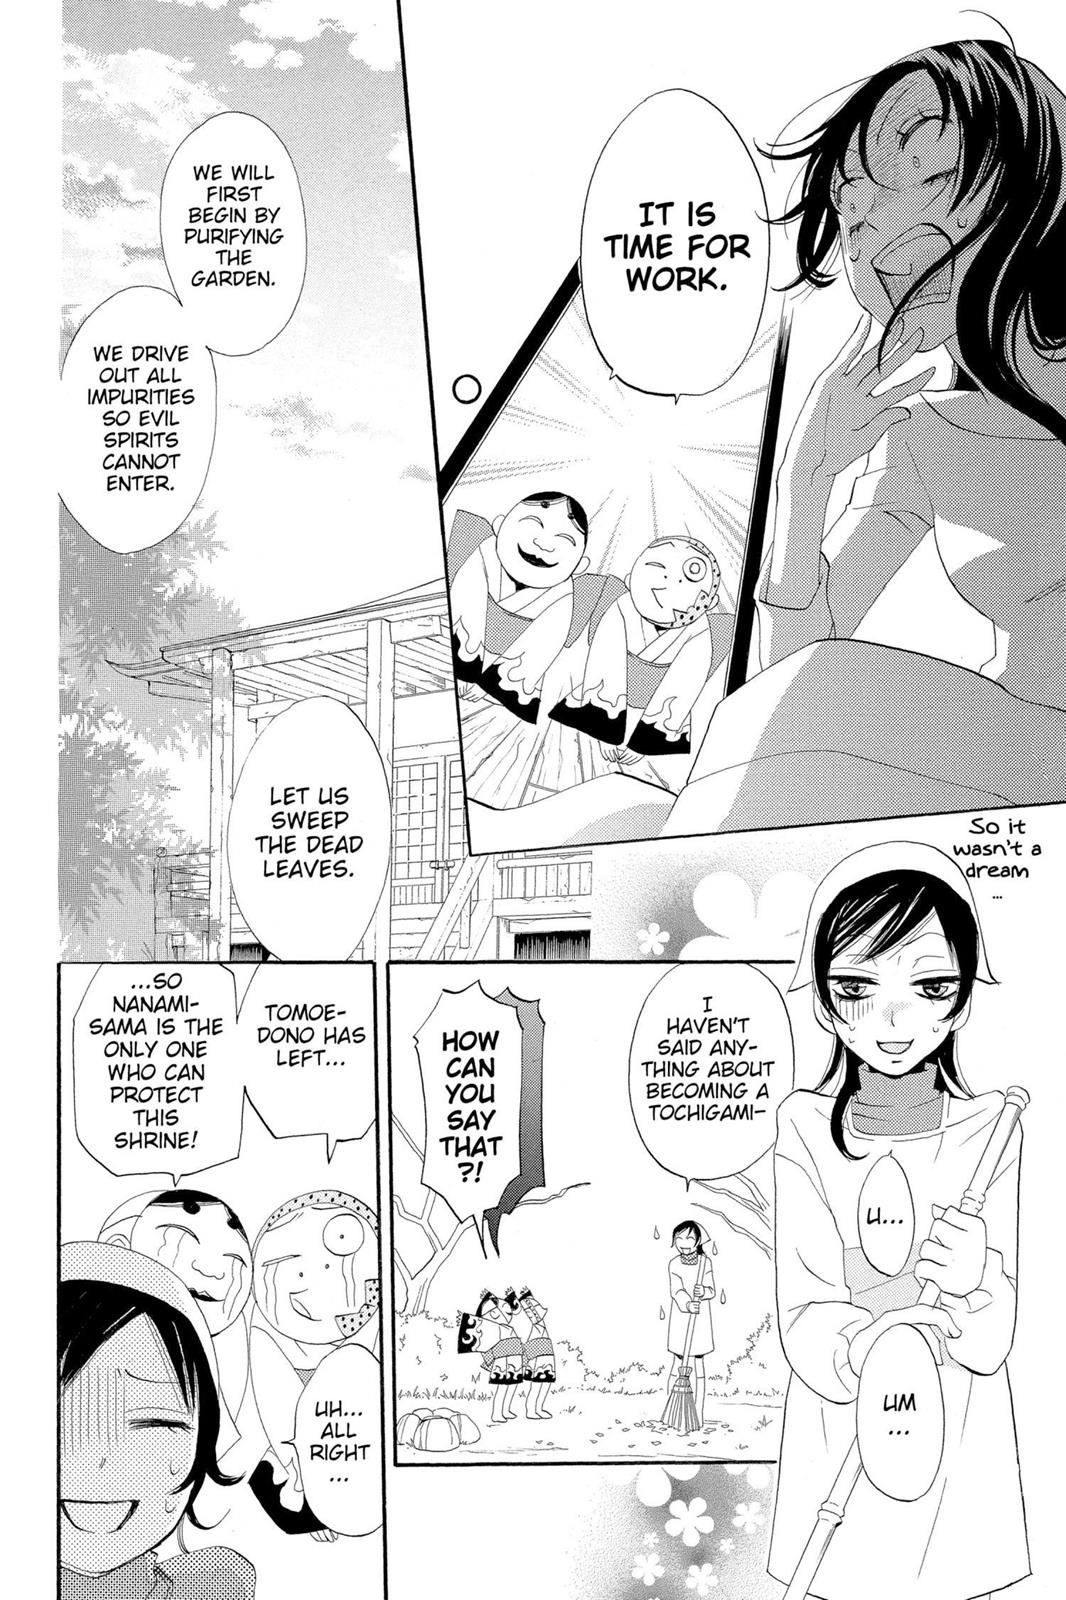 IT IS
TIME FOR
WORK.
WE WILL
FIRST
BEGIN BY
PURIFYING
THE
GARDEN.
WE DRIVE
OUT ALL
IMPURITIES
SO EVIL
SPIRITS
CANNOT
ENTER.
LET US
SWEEP
THE DEAD
LEAVES.
So it
wasn't a
dream
...
U...
UM
...
I
HAVEN'T
SAID ANY-
THING ABOUT
BECOMING A
TOCHIGAMI-
HOW
CAN
YOU
SAY
THAT
?!
TOMOE-
DONO HAS
LEFT...
...SO
NANAMI-
SAMA IS THE
ONLY ONE
WHO CAN
PROTECT
THIS
SHRINE!
UH...
ALL
RIGHT
...